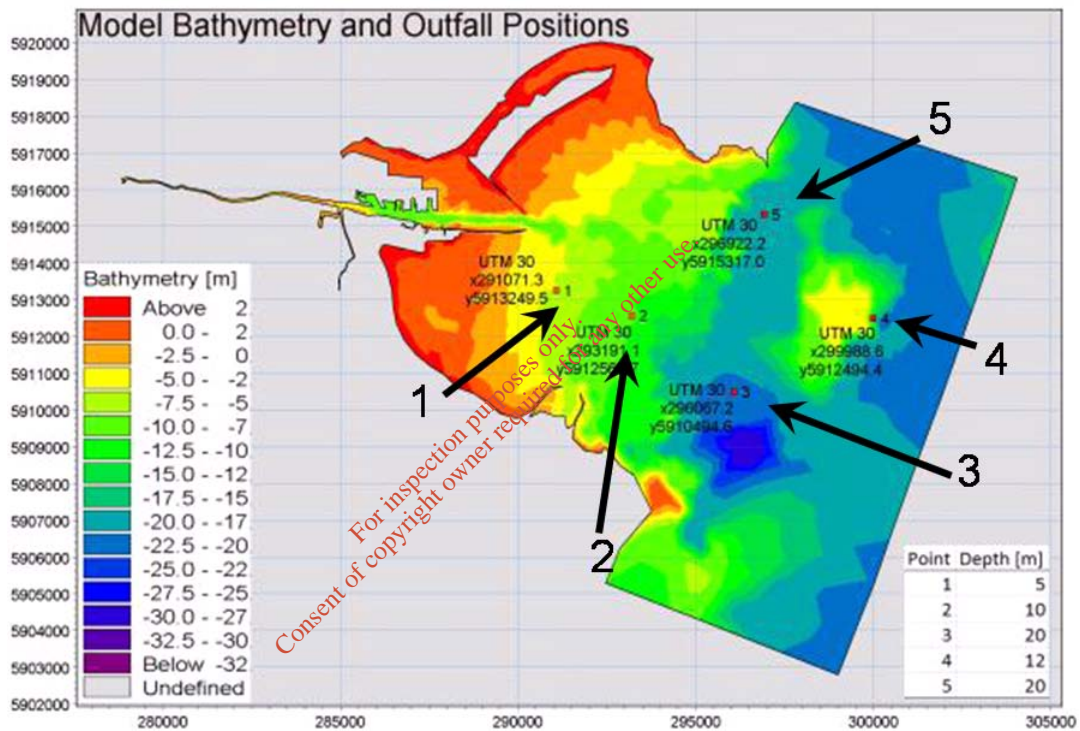 Model Bathymetry and Outfall Positions
5920000
5919000
5918000
5917000
5916000
5915000
5914000
5913000
5912000
5911000
5910000
5909000
5908000
5907000
5906000
5905000
5904000
5903000
5902000
280000
285000
290000
295000
300000
305000
Bathymetry [m]
Above 2
0.0 - 2
-2.5 - 0
-5.0 - -2
-7.5 - -5
-10.0 - -7
-12.5 - -10
-15.0 - -12
-17.5 - -15
-20.0 - -17
-22.5 - -20
-25.0 - -22
-27.5 - -25
-30.0 - -27
-32.5 - -30
Below -32
Undefined
UTM 30
x291071.3
y5913249.5
1
UTM 30
x293191.1
2
UTM 30
x296067.2
y5910494.6
3
UTM 30
x299988.6
y5912494.4
4
UTM 30
x296922.2
y5915317.0
5
1
2
3
4
5
For inspection purposes only.
Consent of copyright owner required for any other use.
Point Depth [m]
1 5
2 10
3 20
4 12
5 20